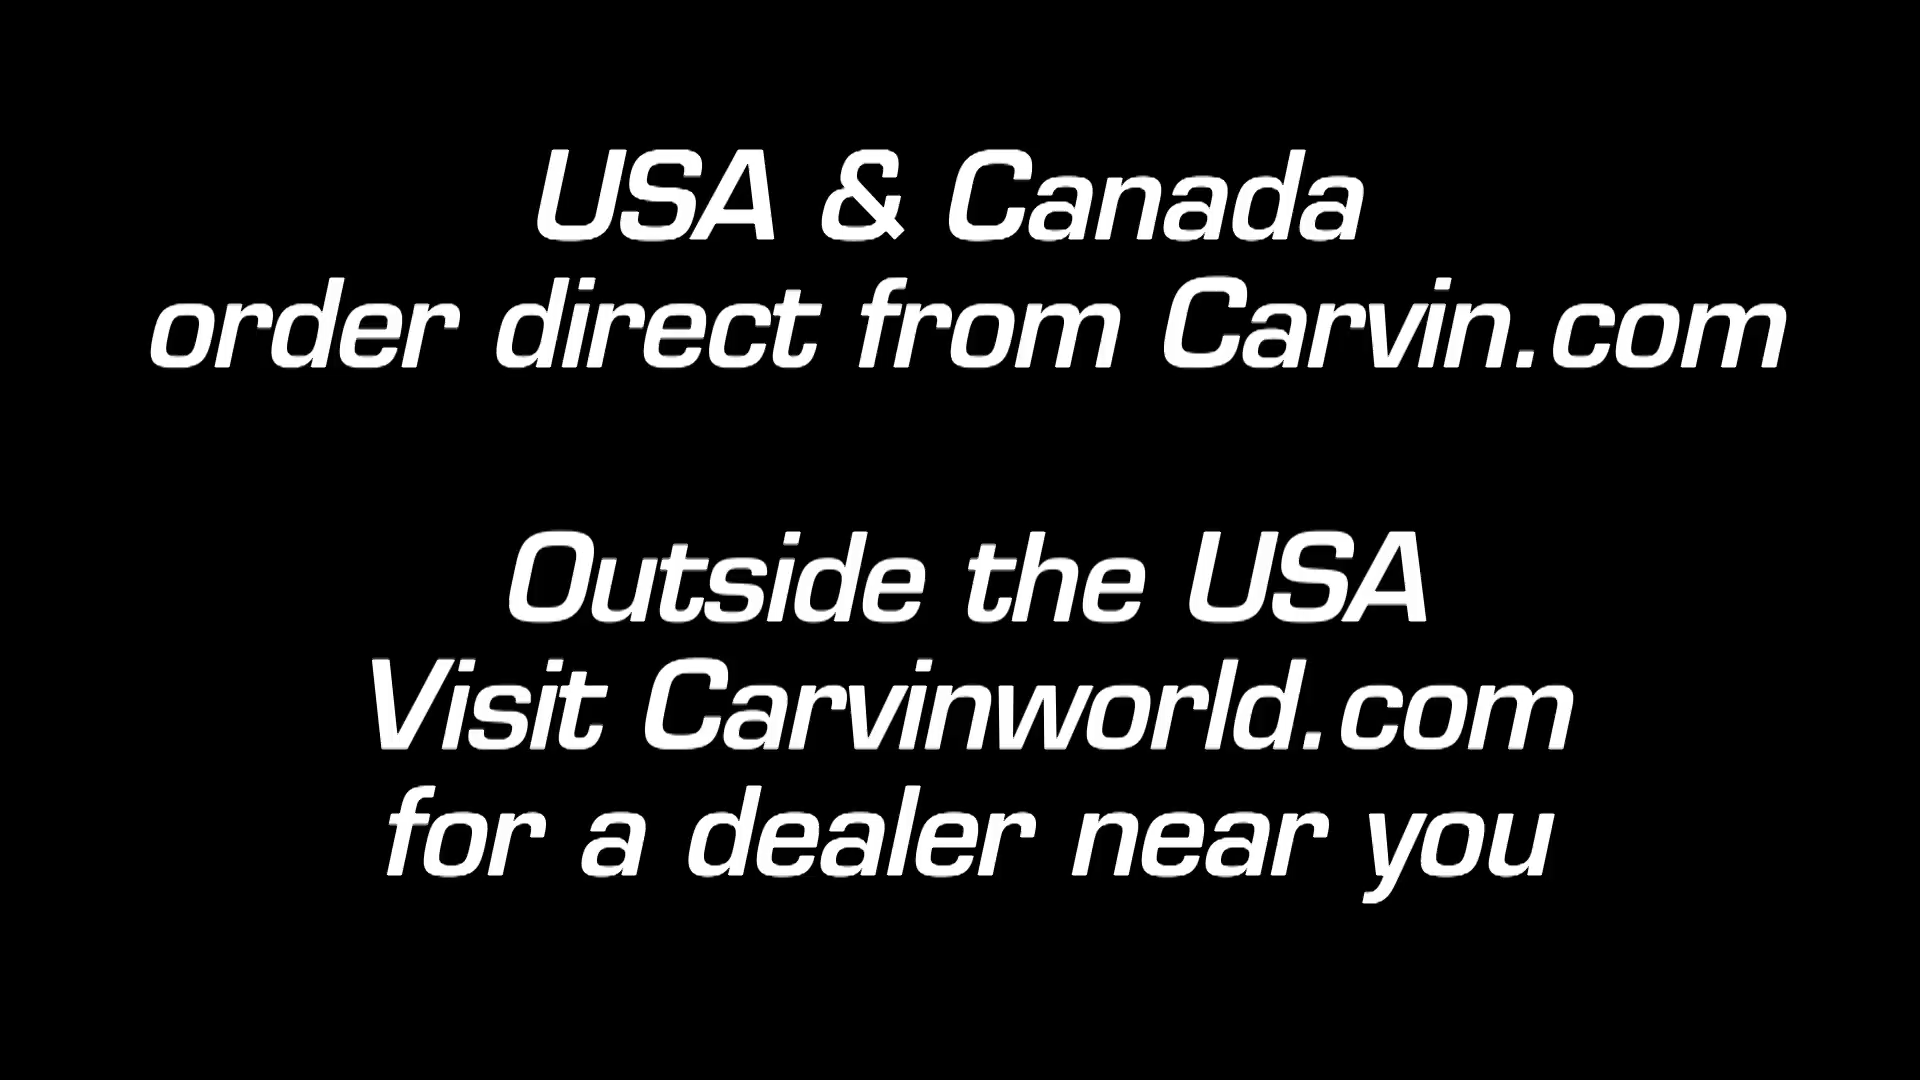 USA & Canada
order direct from Carvin.com
Outside the USA
Visit Carvinworld.com
for a dealer near you